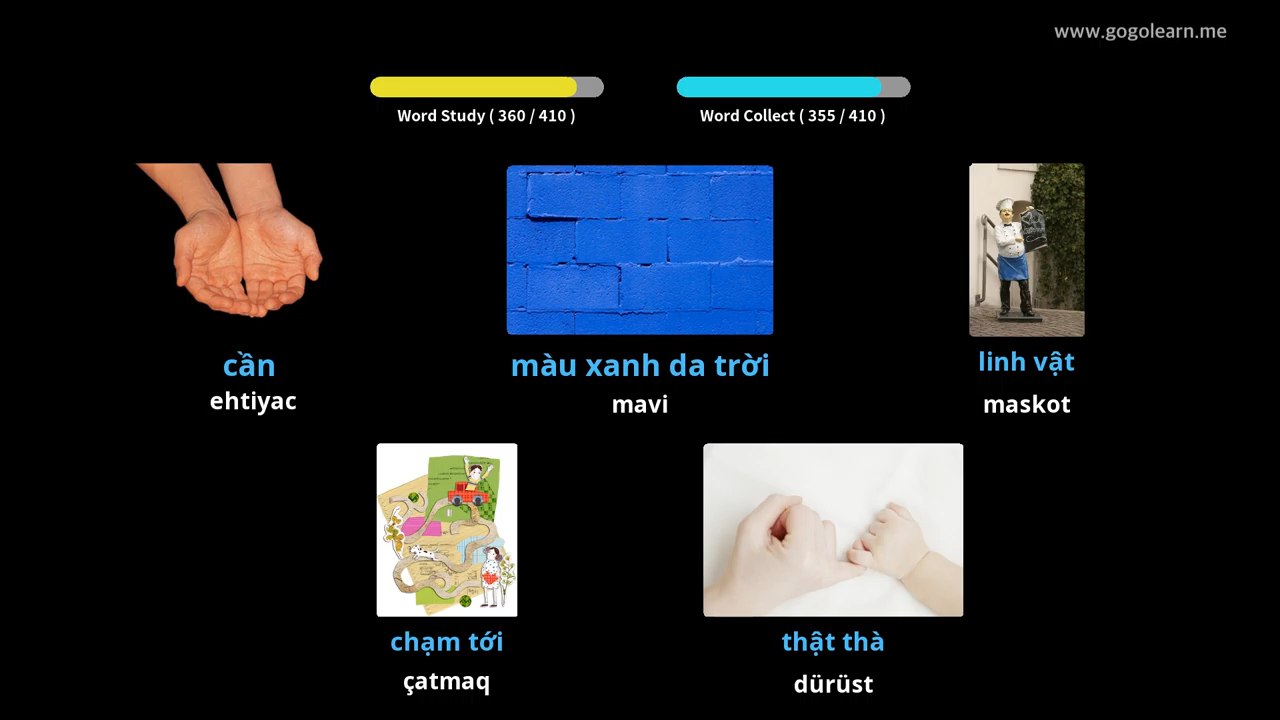 www.gogolearn.me
Word Study ( 360 / 410 )
Word Collect ( 355 / 410 )
cần
ehtiyac
màu xanh da trời
mavi
linh vật
maskot
chạm tới
çatmaq
thật thà
dürüst